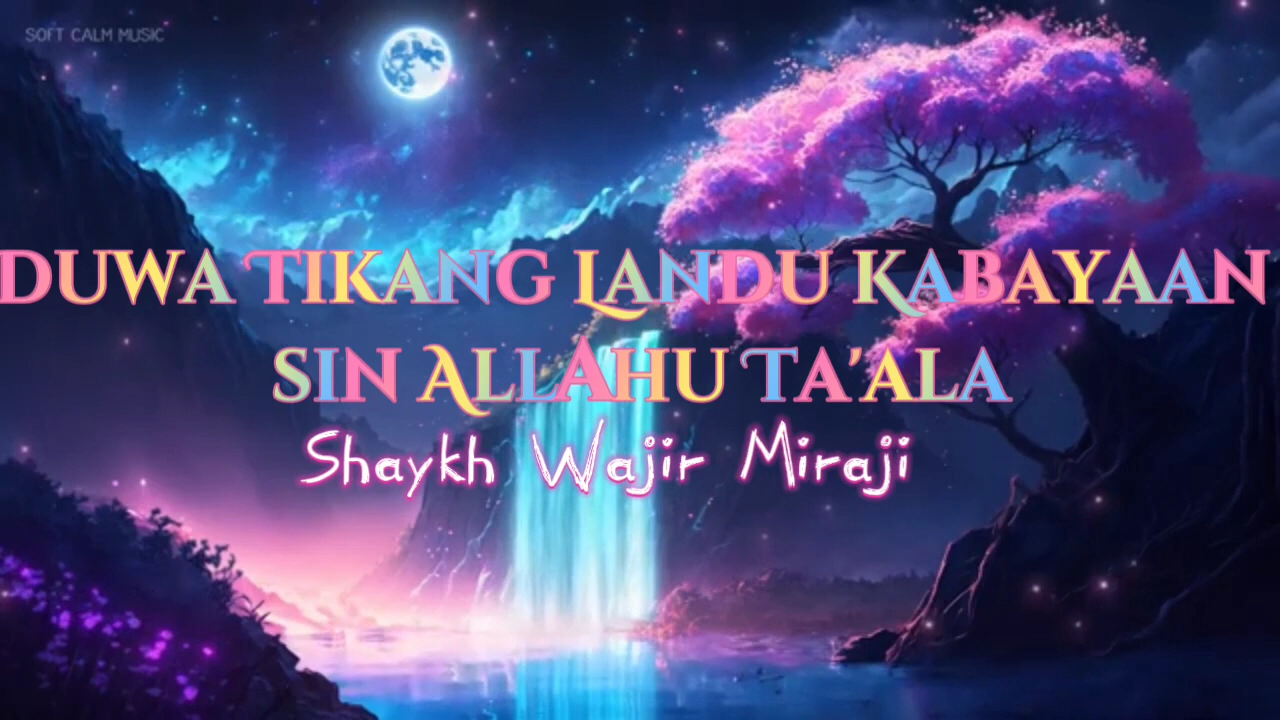 SOFT CALM MUSIC
DUWA TIKANG LANDU KABAYAAN
SIN ALLAHU TA'ALA
Shaykh Wajir Miraji